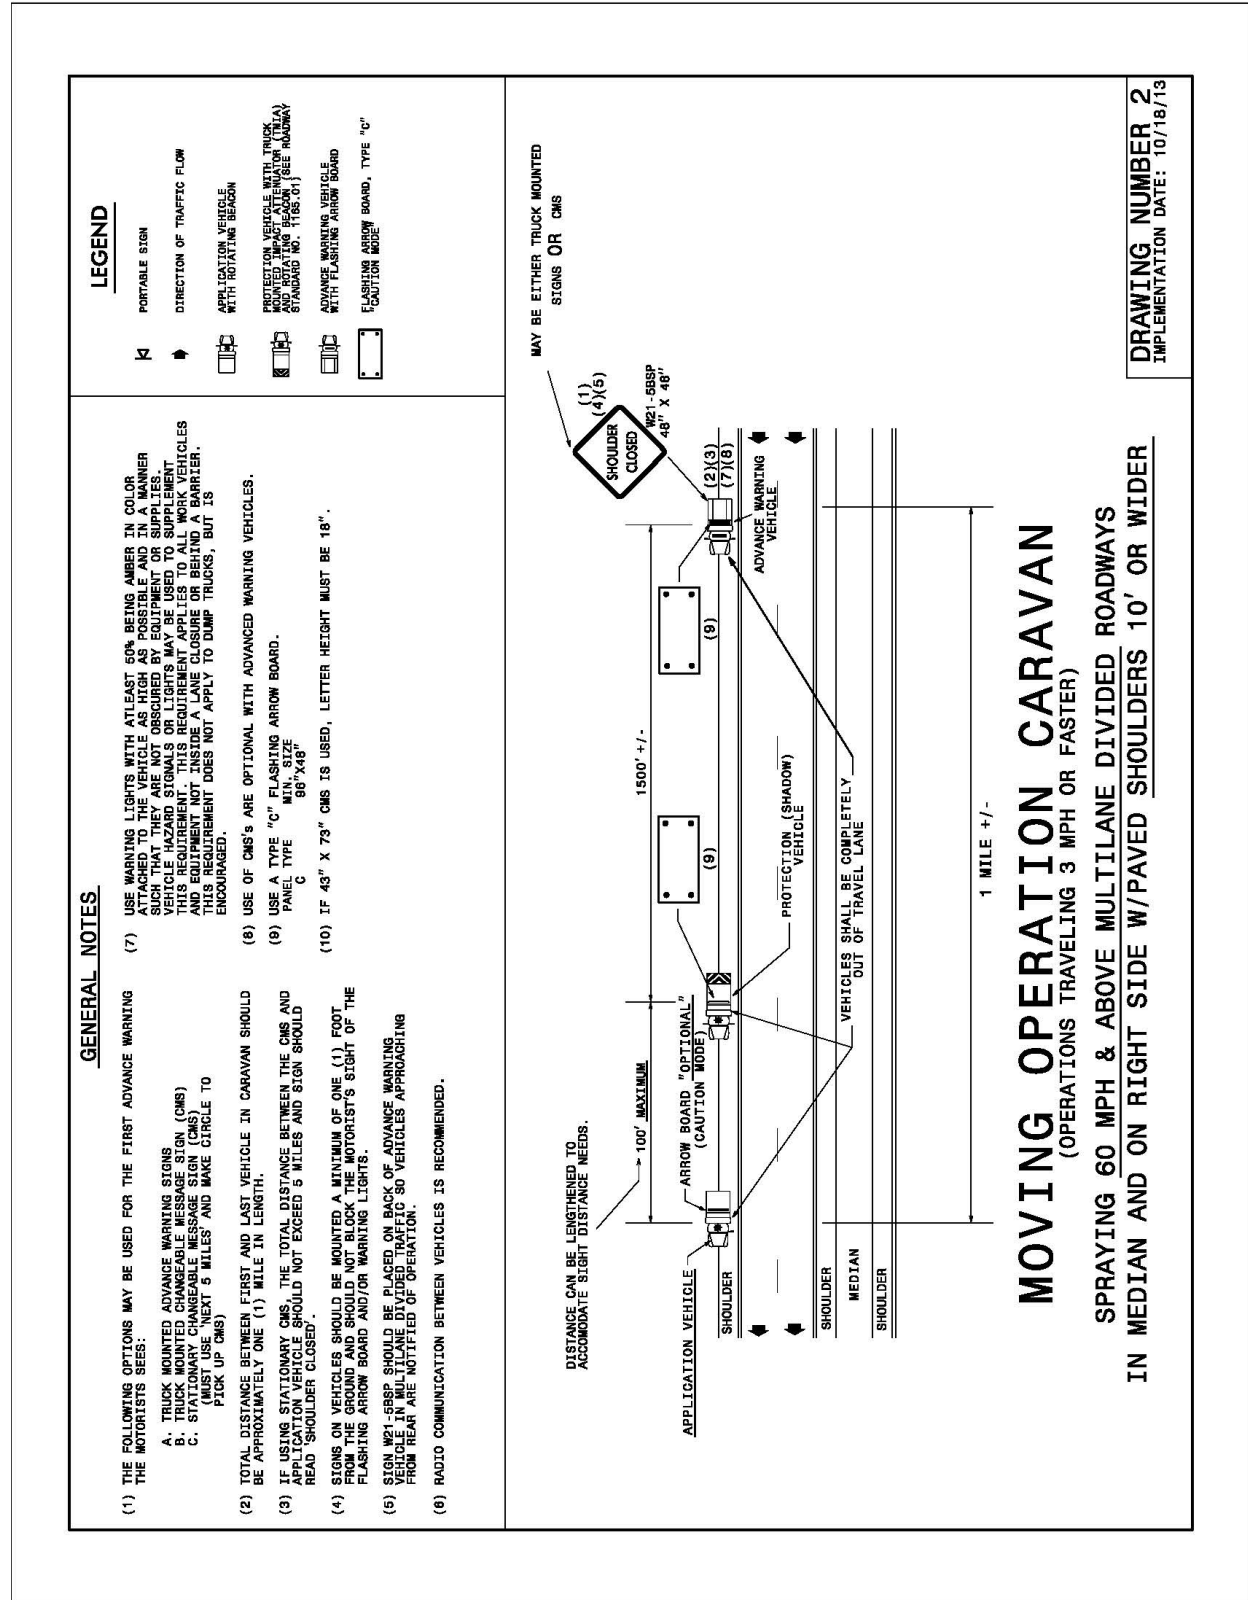 GENERAL NOTES
(1) THE FOLLOWING OPTIONS MAY BE USED FOR THE FIRST ADVANCE WARNING
THE MOTORISTS SEES:
A. TRUCK MOUNTED ADVANCE WARNING SIGNS
B. TRUCK MOUNTED CHANGEABLE MESSAGE SIGN (CMS)
C. STATIONARY CHANGEABLE MESSAGE SIGN (CMS)
(MUST USE 'NEXT 5 MILES' AND MAKE CIRCLE TO
PICK UP CMS)
(2) TOTAL DISTANCE BETWEEN FIRST AND LAST VEHICLE IN CARAVAN SHOULD
BE APPROXIMATELY ONE (1) MILE IN LENGTH.
(3) IF USING STATIONARY CMS, THE TOTAL DISTANCE BETWEEN THE CMS AND
APPLICATION VEHICLE SHOULD NOT EXCEED 5 MILES AND SIGN SHOULD
READ 'SHOULDER CLOSED'.
(4) SIGNS ON VEHICLES SHOULD BE MOUNTED A MINIMUM OF ONE (1) FOOT
FROM THE GROUND AND SHOULD NOT BLOCK THE MOTORIST'S SIGHT OF THE
FLASHING ARROW BOARD AND/OR WARNING LIGHTS.
(5) SIGN W21-5BSP SHOULD BE PLACED ON BACK OF ADVANCE WARNING
VEHICLE IN MULTILANE DIVIDED TRAFFIC SO VEHICLES APPROACHING
FROM REAR ARE NOTIFIED OF OPERATION.
(6) RADIO COMMUNICATION BETWEEN VEHICLES IS RECOMMENDED.
(7) USE WARNING LIGHTS WITH ATLEAST 50% BEING AMBER IN COLOR
ATTACHED TO THE VEHICLE AS HIGH AS POSSIBLE AND IN A MANNER
SUCH THAT THEY ARE NOT OBSCURED BY EQUIPMENT OR SUPPLIES.
VEHICLE HAZARD SIGNALS OR LIGHTS MAY BE USED TO SUPPLEMENT
THIS REQUIREMENT. THIS REQUIREMENT APPLIES TO ALL WORK VEHICLES
AND EQUIPMENT NOT INSIDE A LANE CLOSURE OR BEHIND A BARRIER.
THIS REQUIREMENT DOES NOT APPLY TO DUMP TRUCKS, BUT IS
ENCOURAGED.
(8) USE OF CMS's ARE OPTIONAL WITH ADVANCED WARNING VEHICLES.
(9) USE A TYPE "C" FLASHING ARROW BOARD.
PANEL TYPE MIN. SIZE
C 96"X48"
(10) IF 43" X 73" CMS IS USED, LETTER HEIGHT MUST BE 18".
LEGEND
PORTABLE SIGN
DIRECTION OF TRAFFIC FLOW
APPLICATION VEHICLE
WITH ROTATING BEACON
PROTECTION VEHICLE WITH TRUCK
MOUNTED IMPACT ATTENUATOR (TMIA)
AND ROTATING BEACON (SEE ROADWAY
STANDARD NO. 1165.01)
ADVANCE WARNING VEHICLE
WITH FLASHING ARROW BOARD
FLASHING ARROW BOARD, TYPE "C"
"CAUTION MODE"
MAY BE EITHER TRUCK MOUNTED
SIGNS OR CMS
SHOULDER
CLOSED
(1)
(4)(5)
W21-5BSP
48" X 48"
DISTANCE CAN BE LENGTHENED TO
ACCOMODATE SIGHT DISTANCE NEEDS.
100' MAXIMUM
1500' +/-
(9)
(9)
(2)(3)
(7)(8)
APPLICATION VEHICLE
ARROW BOARD "OPTIONAL"
(CAUTION MODE)
PROTECTION (SHADOW)
VEHICLE
ADVANCE WARNING
VEHICLE
SHOULDER
VEHICLES SHALL BE COMPLETELY
OUT OF TRAVEL LANE
SHOULDER
MEDIAN
SHOULDER
1 MILE +/-
MOVING OPERATION CARAVAN
(OPERATIONS TRAVELING 3 MPH OR FASTER)
SPRAYING 60 MPH & ABOVE MULTILANE DIVIDED ROADWAYS
IN MEDIAN AND ON RIGHT SIDE W/PAVED SHOULDERS 10' OR WIDER
DRAWING NUMBER 2
IMPLEMENTATION DATE: 10/18/13